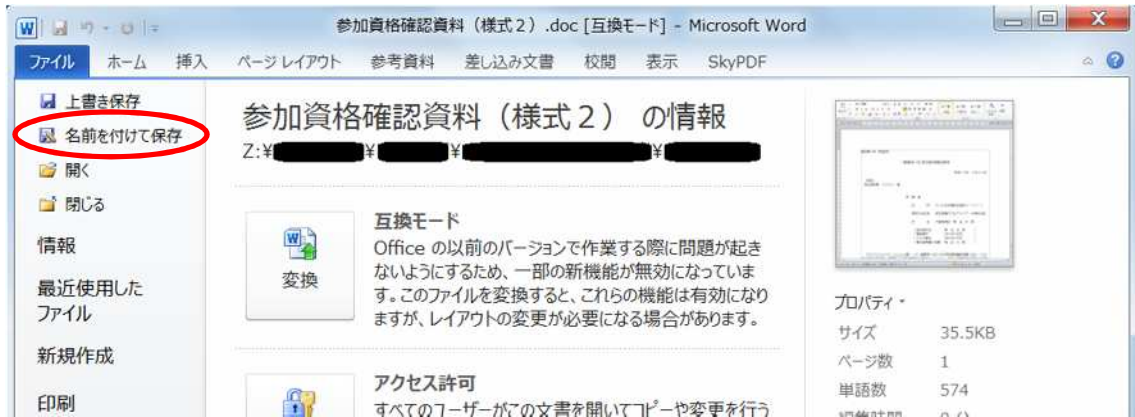 参加資格確認資料（様式２）.doc [互換モード] - Microsoft Word
ファイル ホーム 挿入 ページ レイアウト 参考資料 差し込み文書 校閲 表示 SkyPDF
上書き保存
名前を付けて保存
開く
閉じる
情報
最近使用した
ファイル
新規作成
印刷
参加資格確認資料（様式２） の情報
Z:¥ ¥ ¥ ¥
変換
互換モード
Office の以前のバージョンで作業する際に問題が起き
ないようにするため、一部の新機能が無効になっていま
す。このファイルを変換すると、これらの機能は有効になり
ますが、レイアウトの変更が必要になる場合があります。
アクセス許可
すべてのユーザーがこの文書を開いてコピーや変更を行う
プロパティ
サイズ 35.5KB
ページ数 1
単語数 574